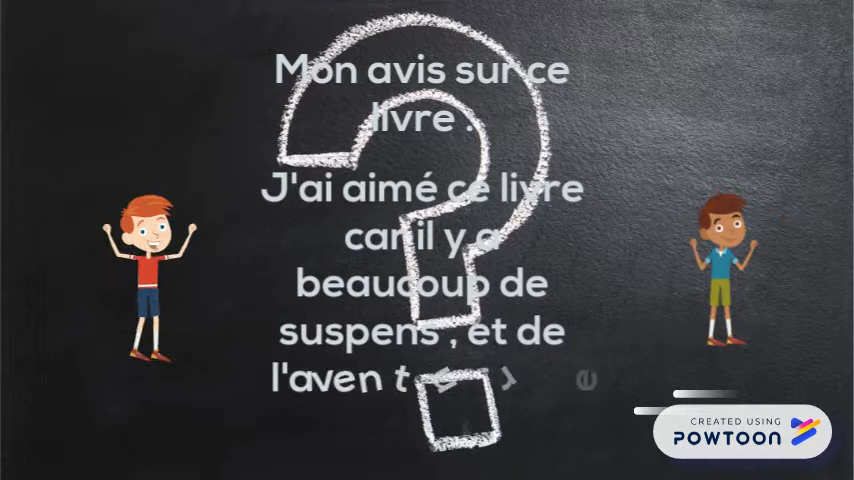 Mon avis sur ce
livre .
J'ai aimé ce livre
car il y a
beaucoup de
suspens , et de
l'aventure
CREATED USING
POWTOON